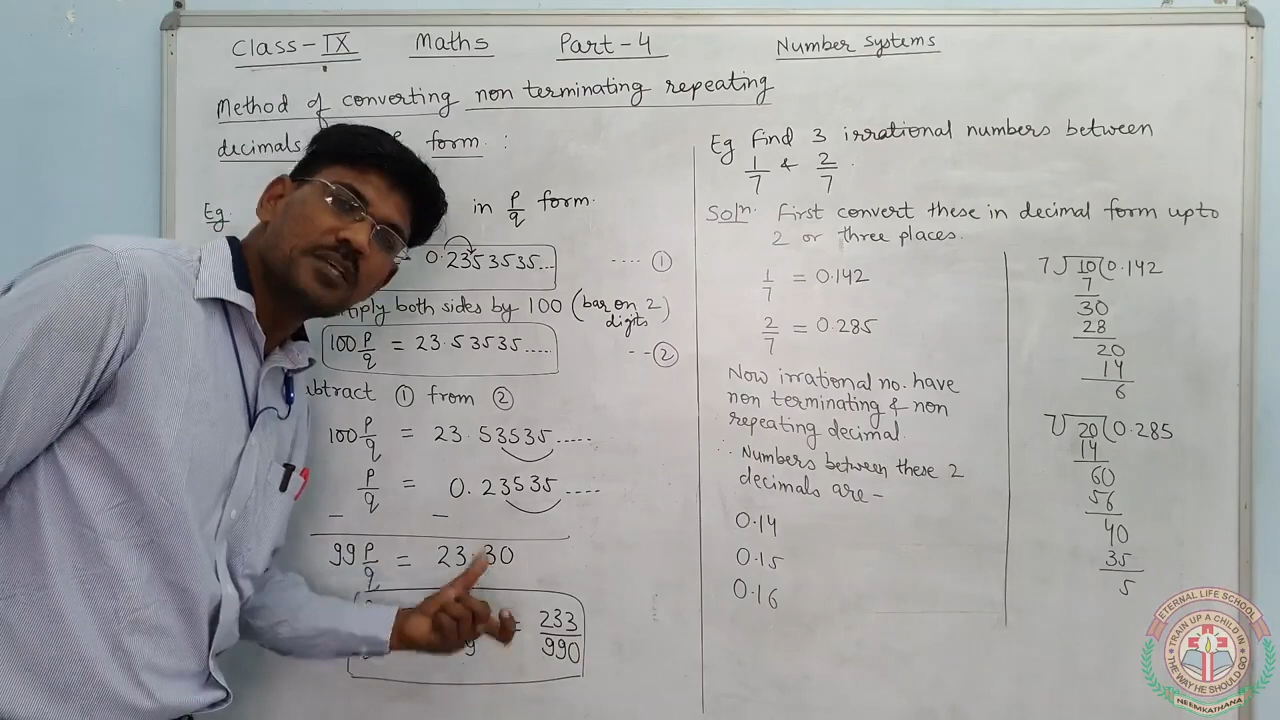 Class-IX Maths Part-4 Number Systems
Method of converting non terminating repeating
decimals form :
Eg. in p/q form.
0.23535335... ---- ①
multiply both sides by 100 (bar on 2
digits)
100 p/q = 23.53535..... --②
subtract ① from ②
100 p/q = 23.53535.....
p/q = 0.23535....
- -
99 p/q = 23.30
= 233/990
Eg Find 3 irrational numbers between
1/7 & 2/7.
Soln. First convert these in decimal form upto
2 or three places.
1/7 = 0.142
2/7 = 0.285
Now irrational no. have
non terminating & non
repeating decimal.
∴ Numbers between these 2
decimals are -
0.14
0.15
0.16
7 √10 ( 0.142
7
30
28
20
14
6
7 √20 ( 0.285
14
60
56
40
35
5
ETERNAL LIFE SCHOOL
TRAIN UP A CHILD IN
THE WAY HE SHOULD GO
NEEMKATHANA